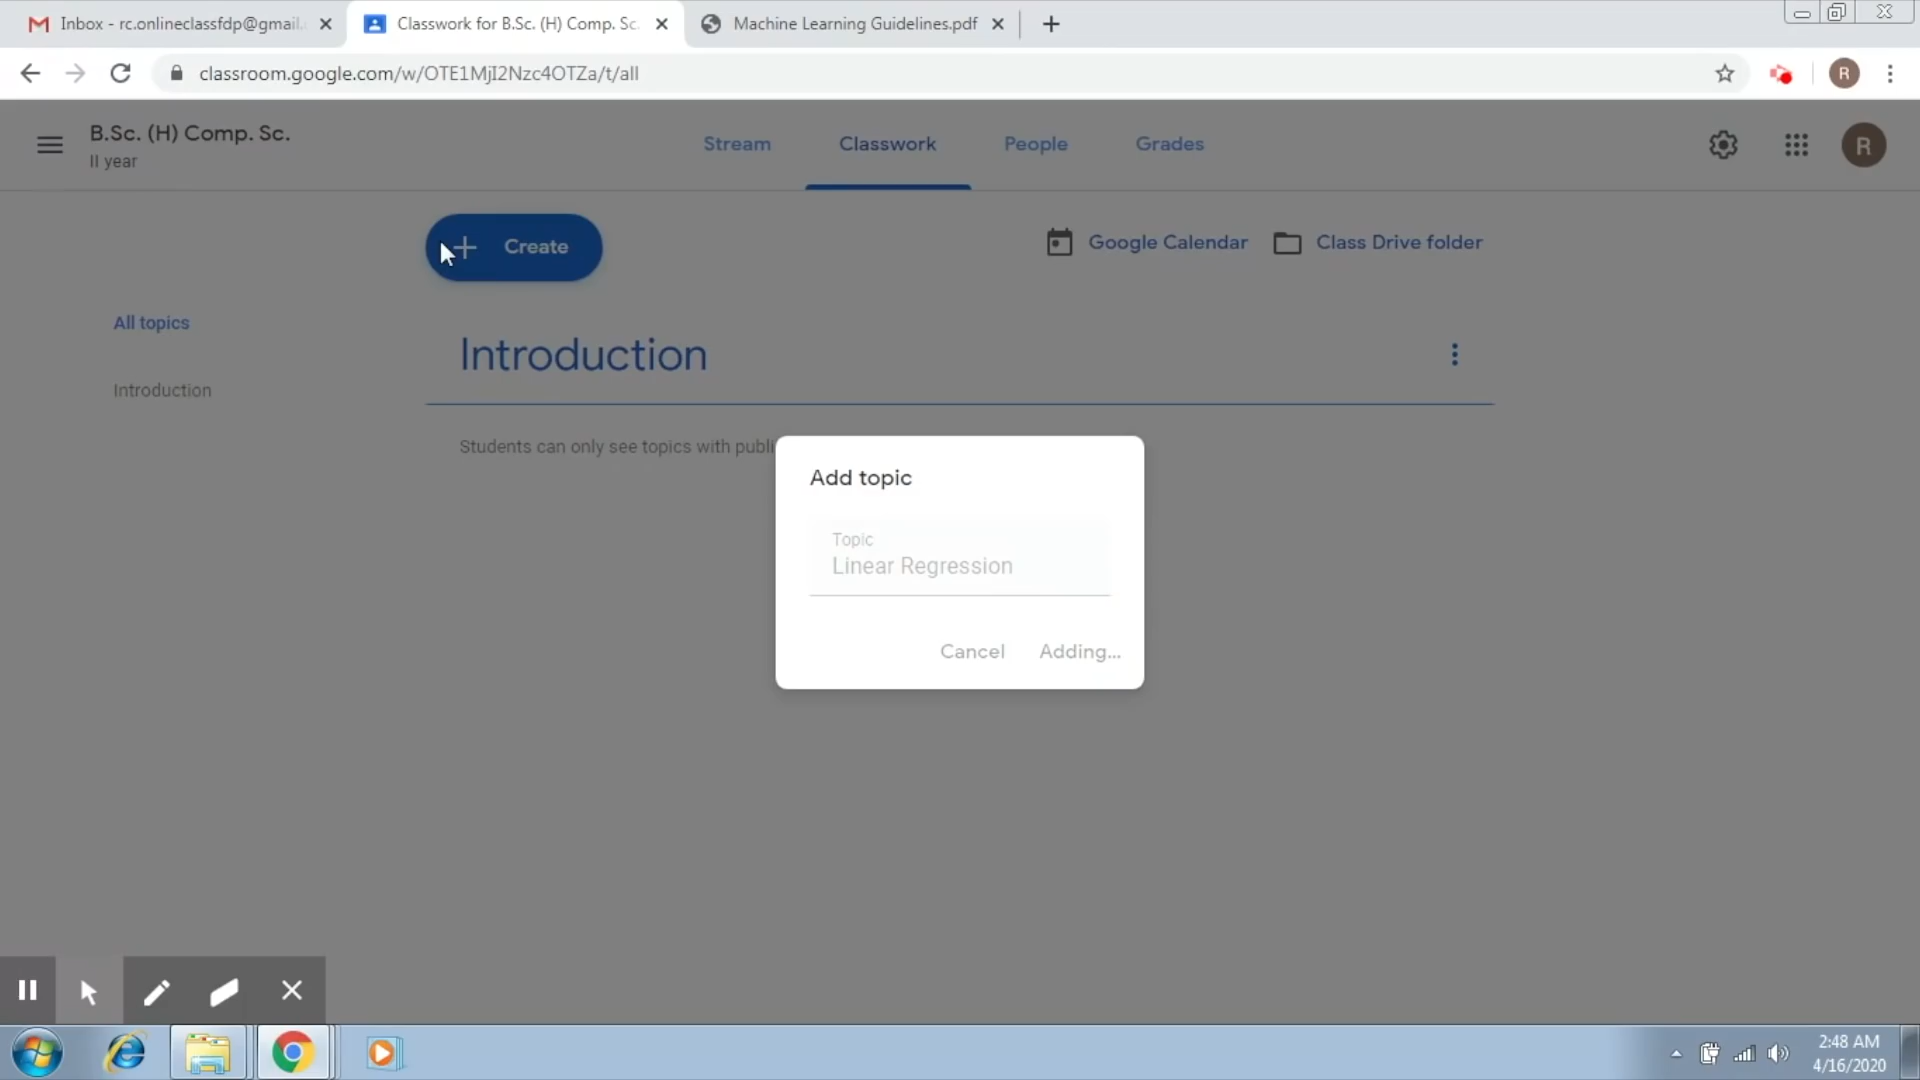 Inbox - rc.onlineclassfdp@gmail.
Classwork for B.Sc. (H) Comp. Sc.
Machine Learning Guidelines.pdf
classroom.google.com/w/OTE1MjI2Nzc4OTZa/t/all
R
B.Sc. (H) Comp. Sc.
II year
Stream
Classwork
People
Grades
R
Create
Google Calendar
Class Drive folder
All topics
Introduction
Introduction
Students can only see topics with publi
Add topic
Topic
Linear Regression
Cancel
Adding...
2:48 AM
4/16/2020